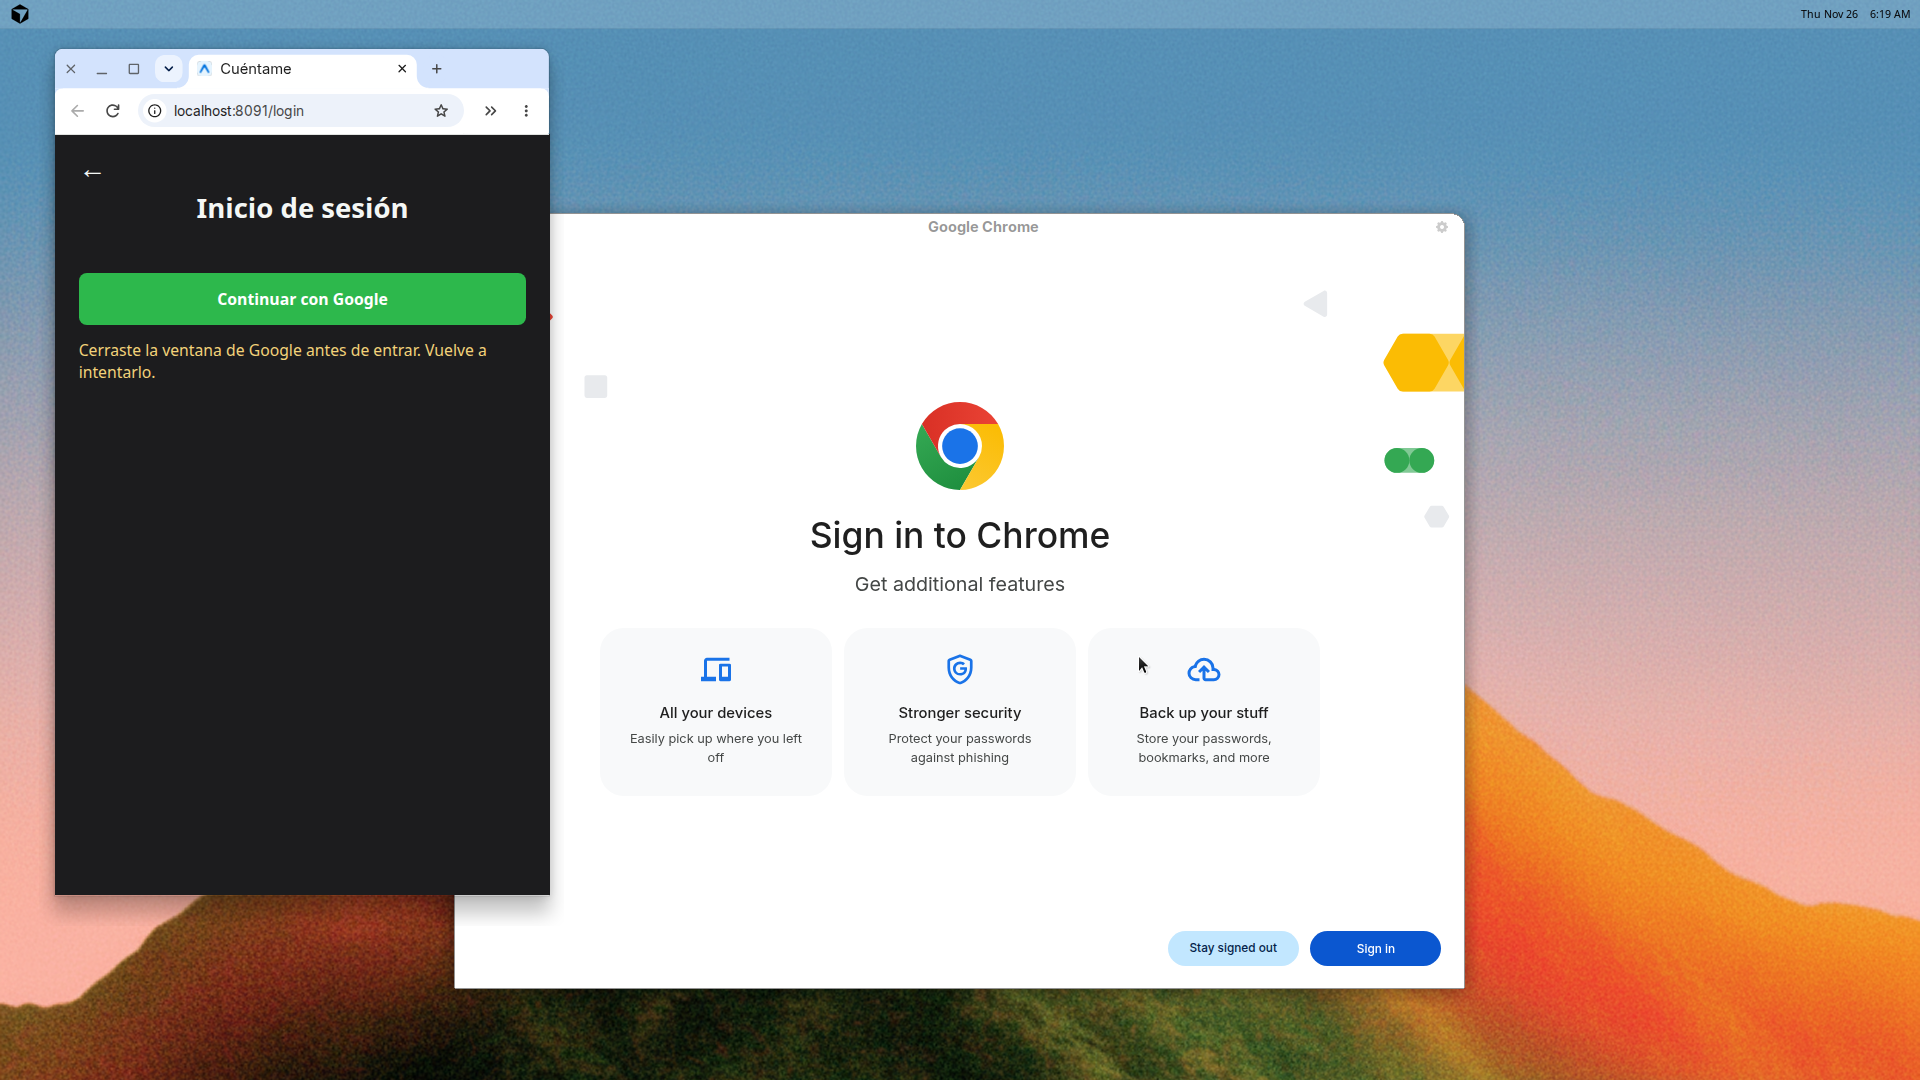 Thu Nov 26 6:19 AM
Cuéntame
localhost:8091/login
←
Inicio de sesión
Continuar con Google
Cerraste la ventana de Google antes de entrar. Vuelve a
intentarlo.
Google Chrome
Sign in to Chrome
Get additional features
All your devices
Easily pick up where you left
off
Stronger security
Protect your passwords
against phishing
Back up your stuff
Store your passwords,
bookmarks, and more
Stay signed out
Sign in